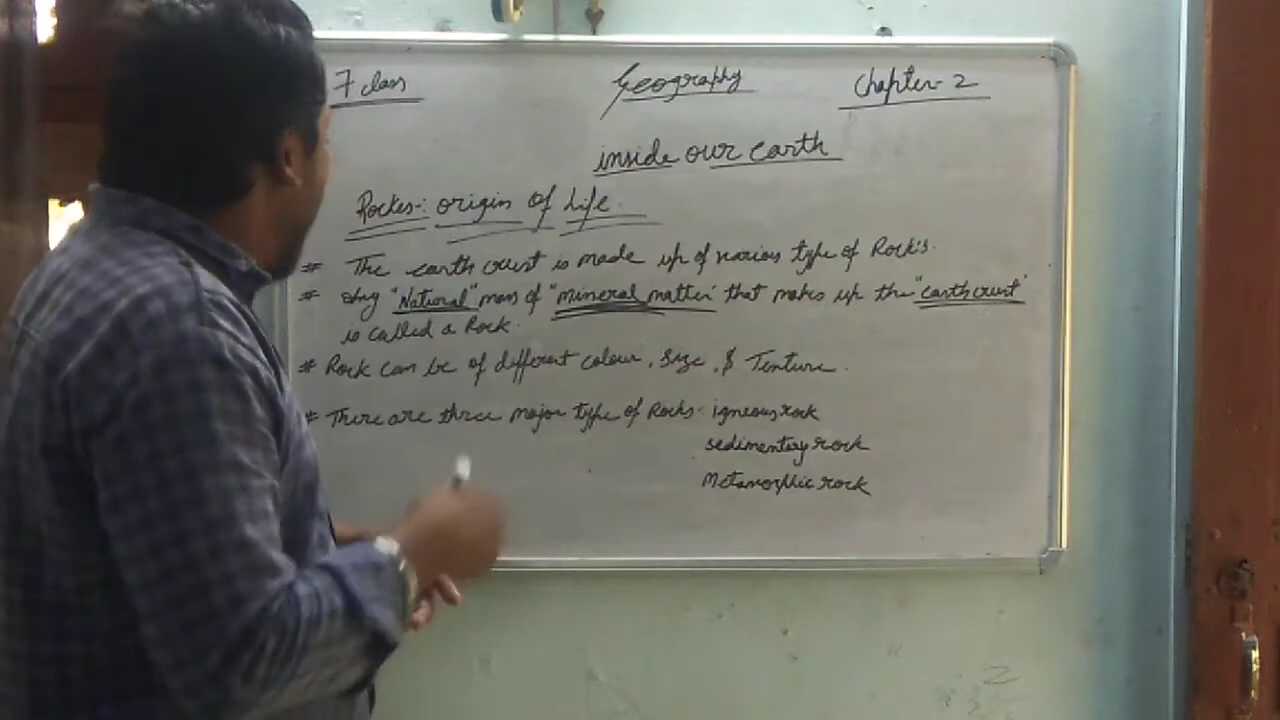 7 class Geography Chapter-2
inside our earth
Rockes-: origin of Life.
# The earth crust is made up of various type of Rock's.
# Any "Natural" mass of "mineral matter" that makes up the "earth crust"
is called a Rock.
# Rock can be of different colour, size, & Texture.
# There are three major type of Rocks- igneous rock
sedimentary rock
Metamorphic rock